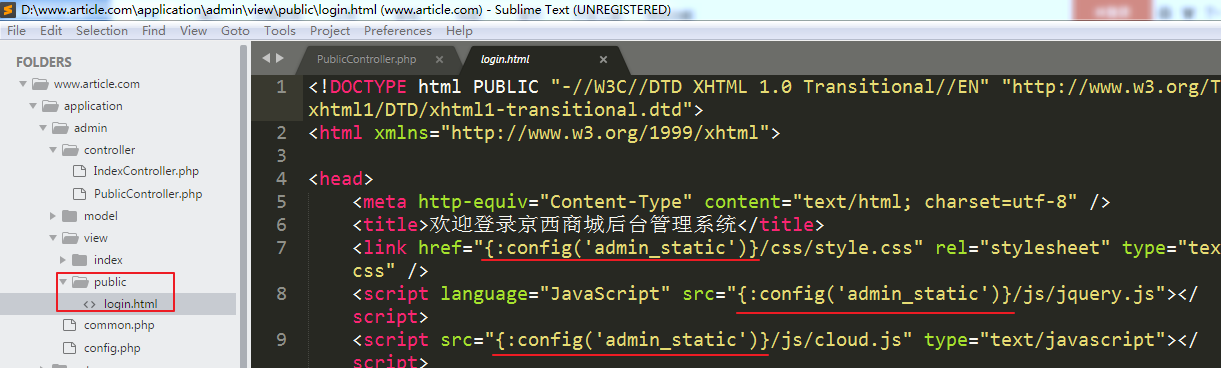 D:\www.article.com\application\admin\view\public\login.html (www.article.com) - Sublime Text (UNREGISTERED)
File Edit Selection Find View Goto Tools Project Preferences Help
FOLDERS
www.article.com
application
admin
controller
IndexController.php
PublicController.php
model
view
index
public
login.html
common.php
config.php
PublicController.php
login.html
1 <!DOCTYPE html PUBLIC "-//W3C//DTD XHTML 1.0 Transitional//EN" "http://www.w3.org/T
xhtml1/DTD/xhtml1-transitional.dtd">
2 <html xmlns="http://www.w3.org/1999/xhtml">
3
4 <head>
5 <meta http-equiv="Content-Type" content="text/html; charset=utf-8" />
6 <title>欢迎登录京西商城后台管理系统</title>
7 <link href="{:config('admin_static')}/css/style.css" rel="stylesheet" type="tex
css" />
8 <script language="JavaScript" src="{:config('admin_static')}/js/jquery.js"></
script>
9 <script src="{:config('admin_static')}/js/cloud.js" type="text/javascript"></
script>